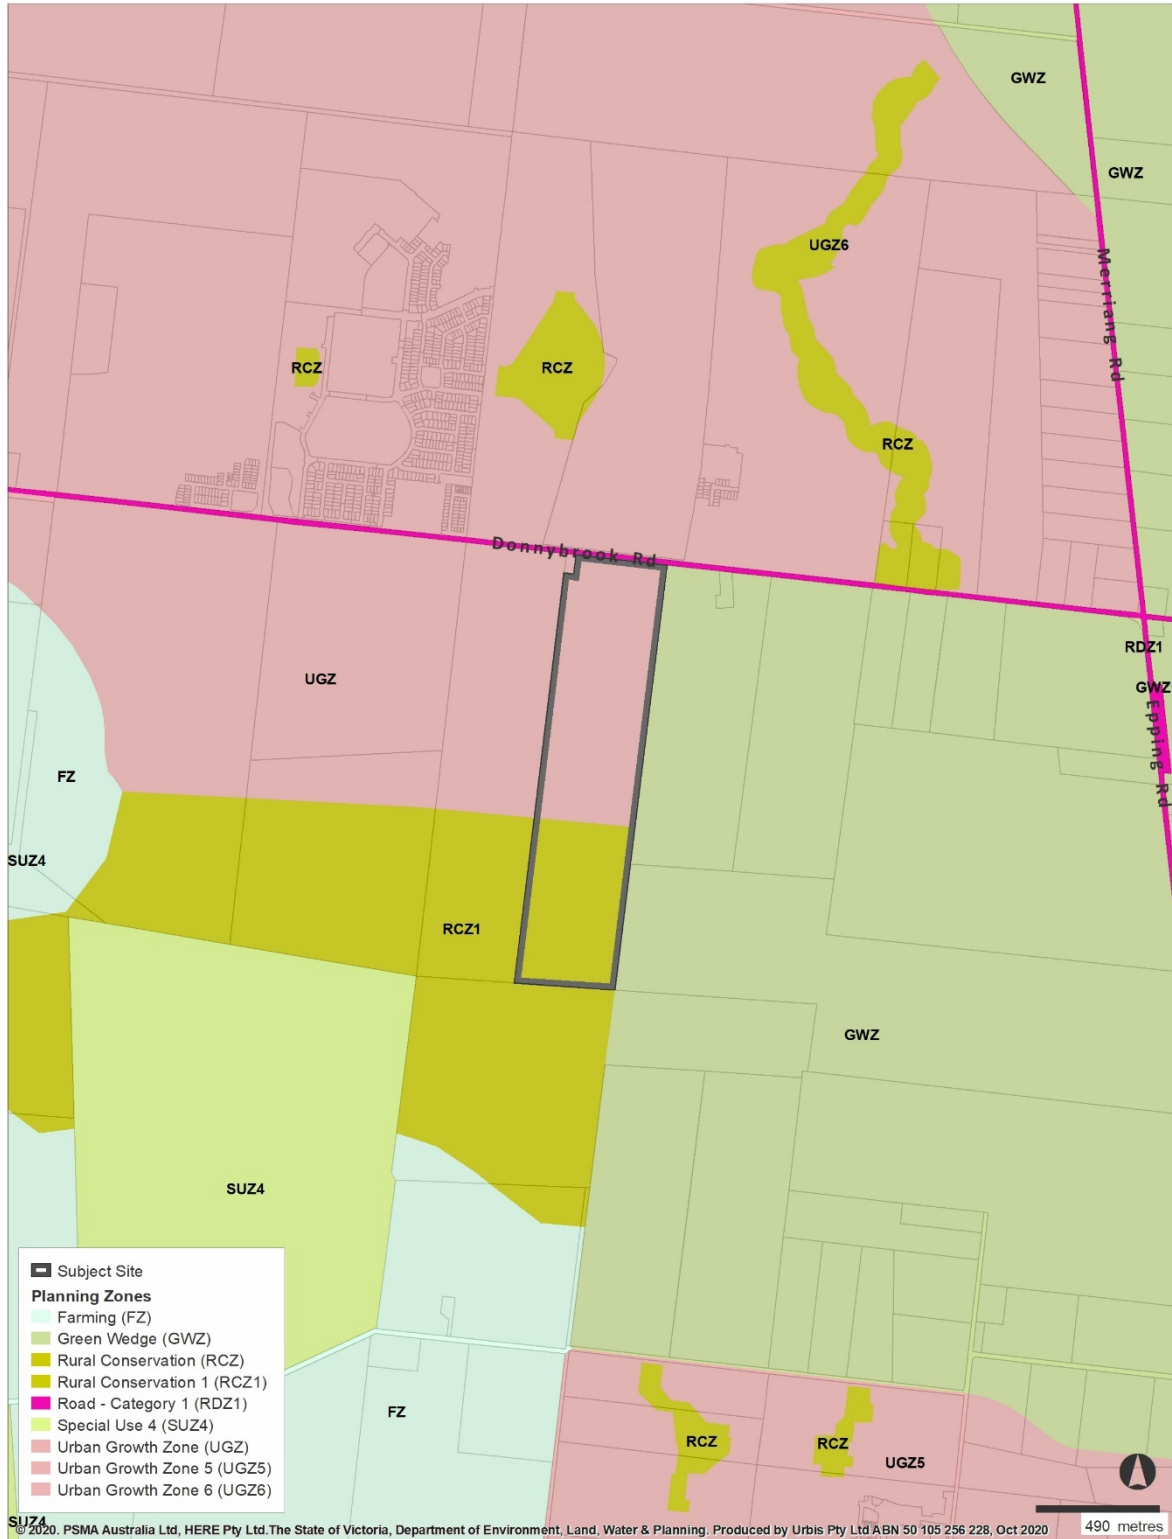 GWZ
GWZ
UGZ6
Merriang Rd
RCZ
RCZ
RCZ
Donnybrook Rd
RDZ1
UGZ
GWZ
Epping Rd
FZ
SUZ4
RCZ1
GWZ
SUZ4
Subject Site
Planning Zones
Farming (FZ)
Green Wedge (GWZ)
Rural Conservation (RCZ)
Rural Conservation 1 (RCZ1)
Road - Category 1 (RDZ1)
Special Use 4 (SUZ4)
Urban Growth Zone (UGZ)
Urban Growth Zone 5 (UGZ5)
Urban Growth Zone 6 (UGZ6)
FZ
RCZ
RCZ
UGZ5
SUZ4
490 metres
© 2020. PSMA Australia Ltd, HERE Pty Ltd.The State of Victoria, Department of Environment, Land, Water & Planning. Produced by Urbis Pty Ltd ABN 50 105 256 228, Oct 2020